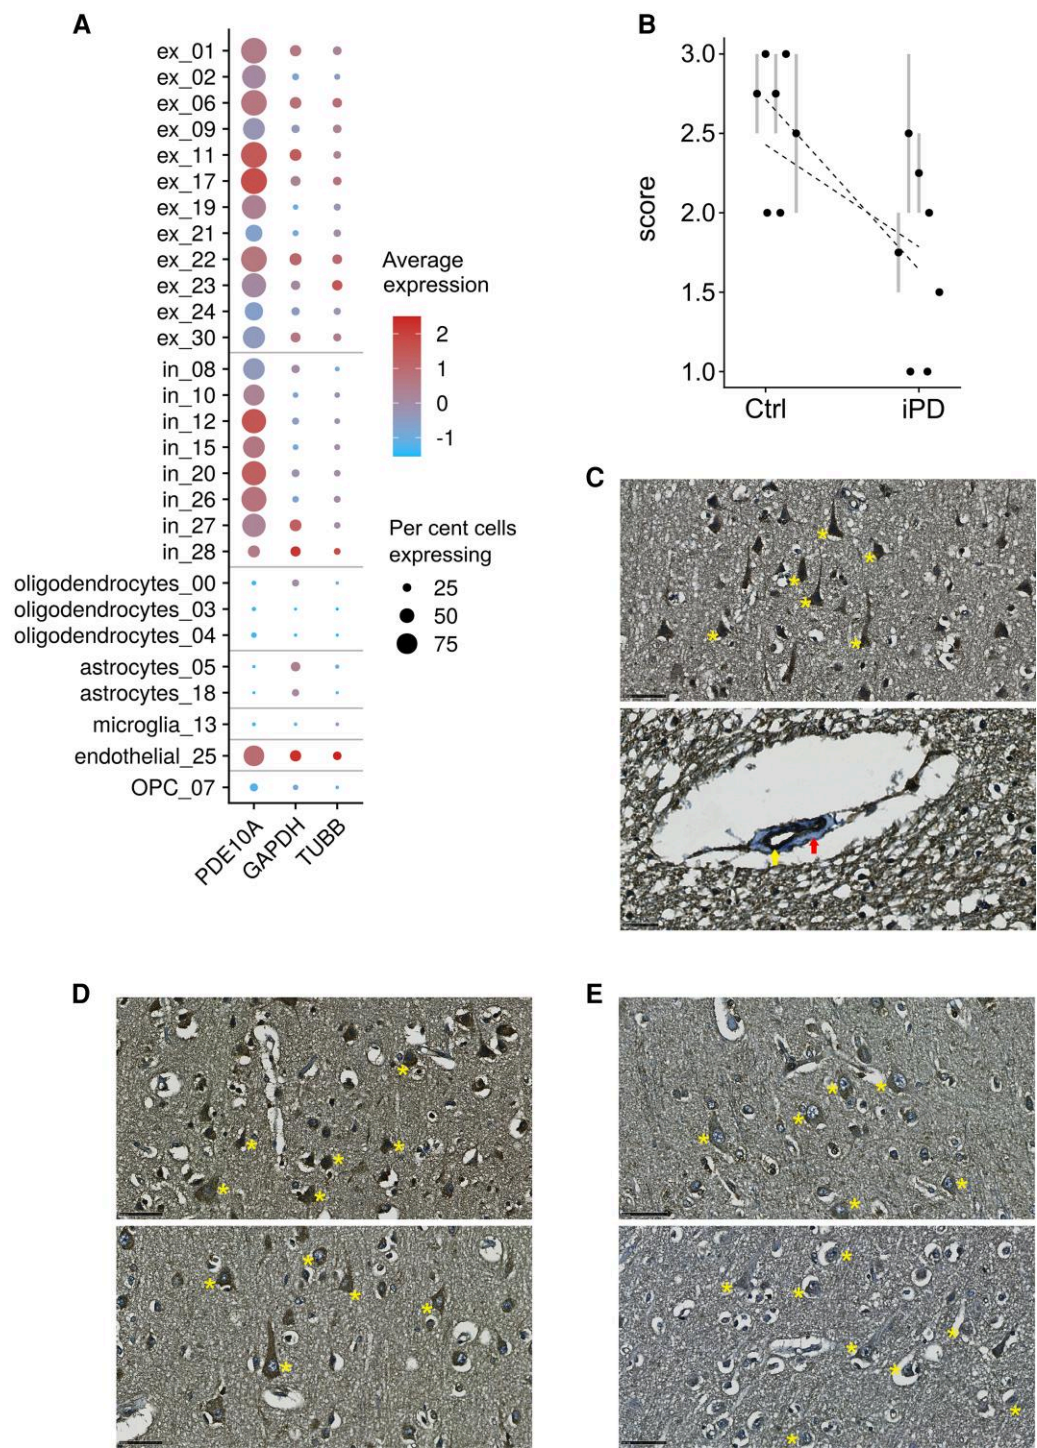 A
ex_01
ex_02
ex_06
ex_09
ex_11
ex_17
ex_19
ex_21
ex_22
ex_23
ex_24
ex_30
in_08
in_10
in_12
in_15
in_20
in_26
in_27
in_28
oligodendrocytes_00
oligodendrocytes_03
oligodendrocytes_04
astrocytes_05
astrocytes_18
microglia_13
endothelial_25
OPC_07
PDE10A
GAPDH
TUBB
Average
expression
2
1
0
-1
Per cent cells
expressing
25
50
75
B
score
3.0
2.5
2.0
1.5
1.0
Ctrl
iPD
C
D
E